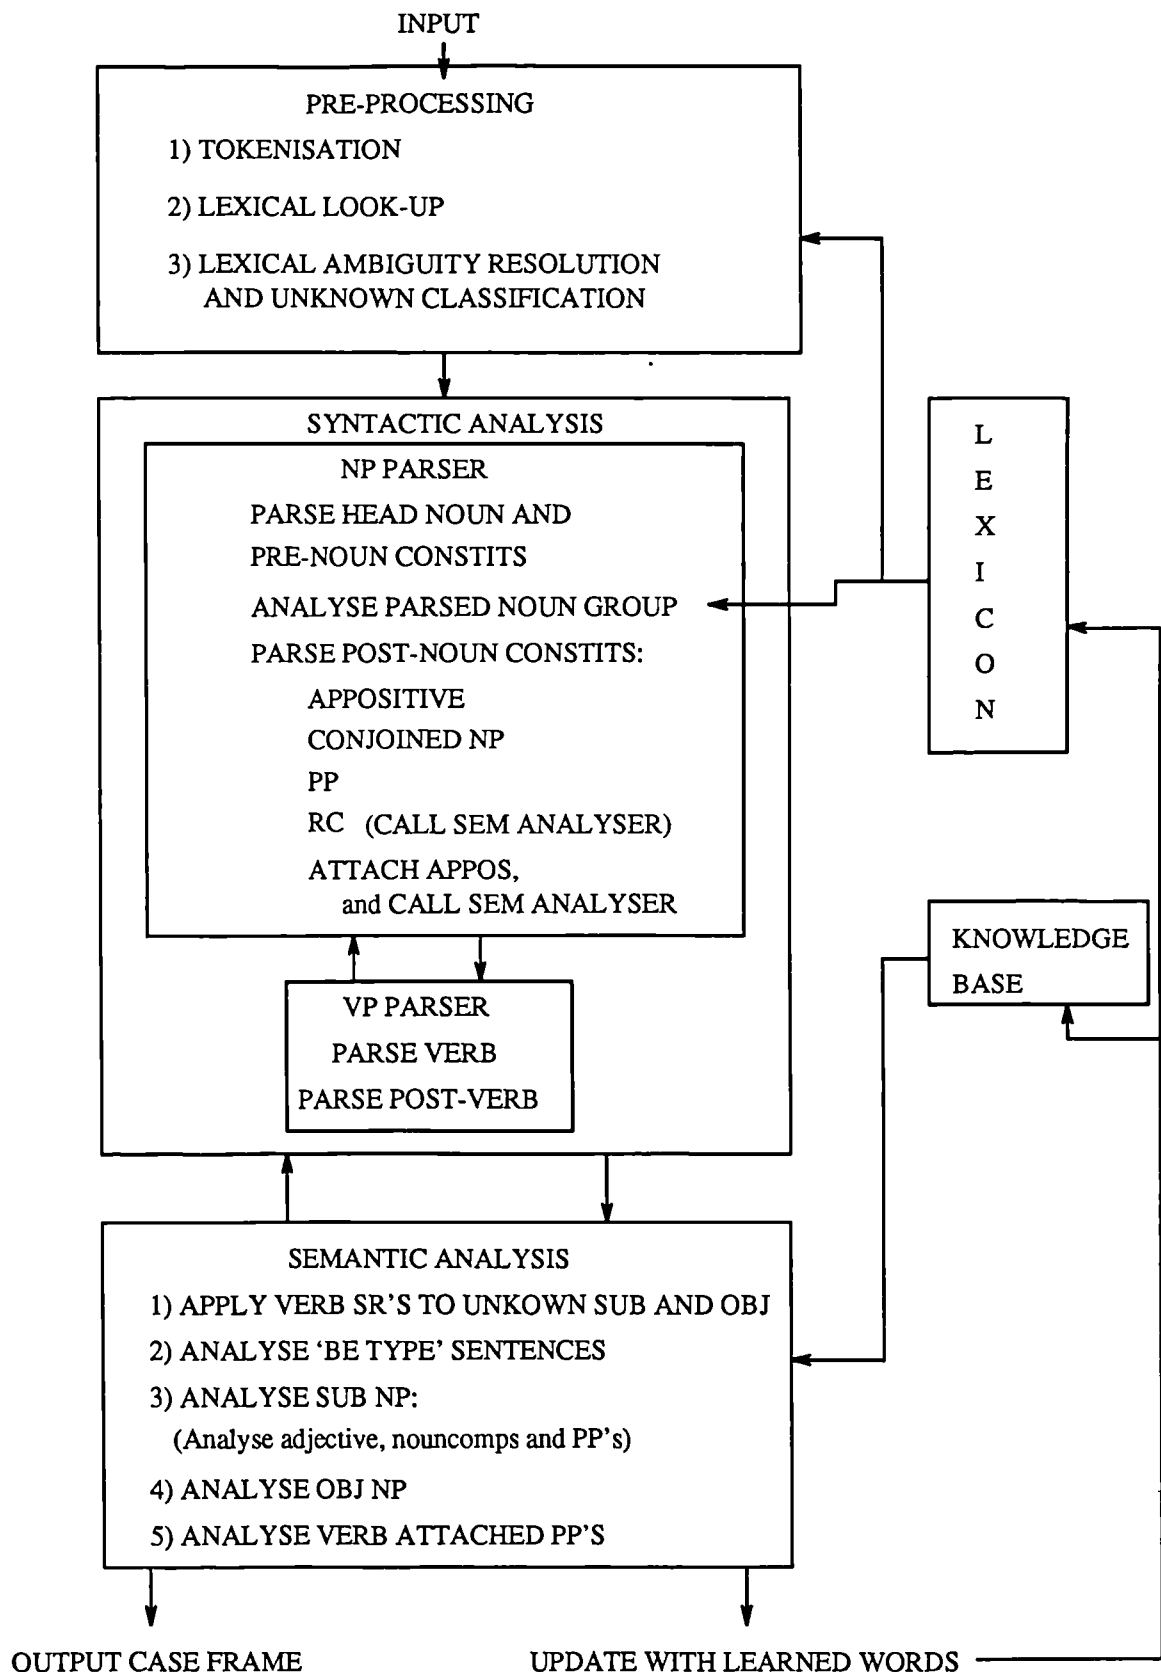 INPUT
PRE-PROCESSING
1) TOKENISATION
2) LEXICAL LOOK-UP
3) LEXICAL AMBIGUITY RESOLUTION
AND UNKNOWN CLASSIFICATION
SYNTACTIC ANALYSIS
NP PARSER
PARSE HEAD NOUN AND
PRE-NOUN CONSTITS
ANALYSE PARSED NOUN GROUP
PARSE POST-NOUN CONSTITS:
APPOSITIVE
CONJOINED NP
PP
RC (CALL SEM ANALYSER)
ATTACH APPOS,
and CALL SEM ANALYSER
VP PARSER
PARSE VERB
PARSE POST-VERB
L
E
X
I
C
O
N
KNOWLEDGE
BASE
SEMANTIC ANALYSIS
1) APPLY VERB SR'S TO UNKOWN SUB AND OBJ
2) ANALYSE ‘BE TYPE’ SENTENCES
3) ANALYSE SUB NP:
(Analyse adjective, nouncomps and PP's)
4) ANALYSE OBJ NP
5) ANALYSE VERB ATTACHED PP'S
OUTPUT CASE FRAME
UPDATE WITH LEARNED WORDS